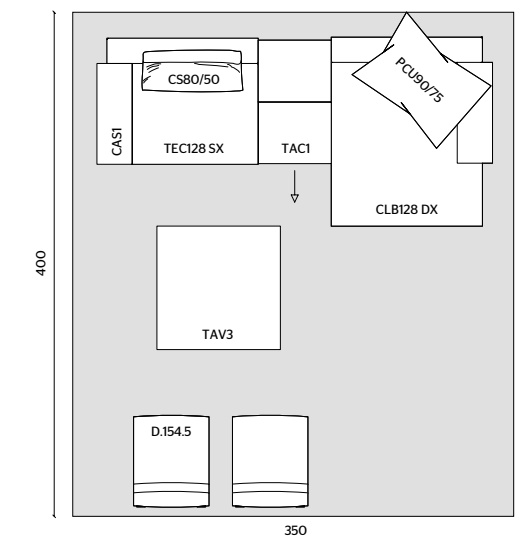 CS80/50
PCU90/75
CAS1
TEC128 SX
TAC1
CLB128 DX
400
TAV3
D.154.5
350